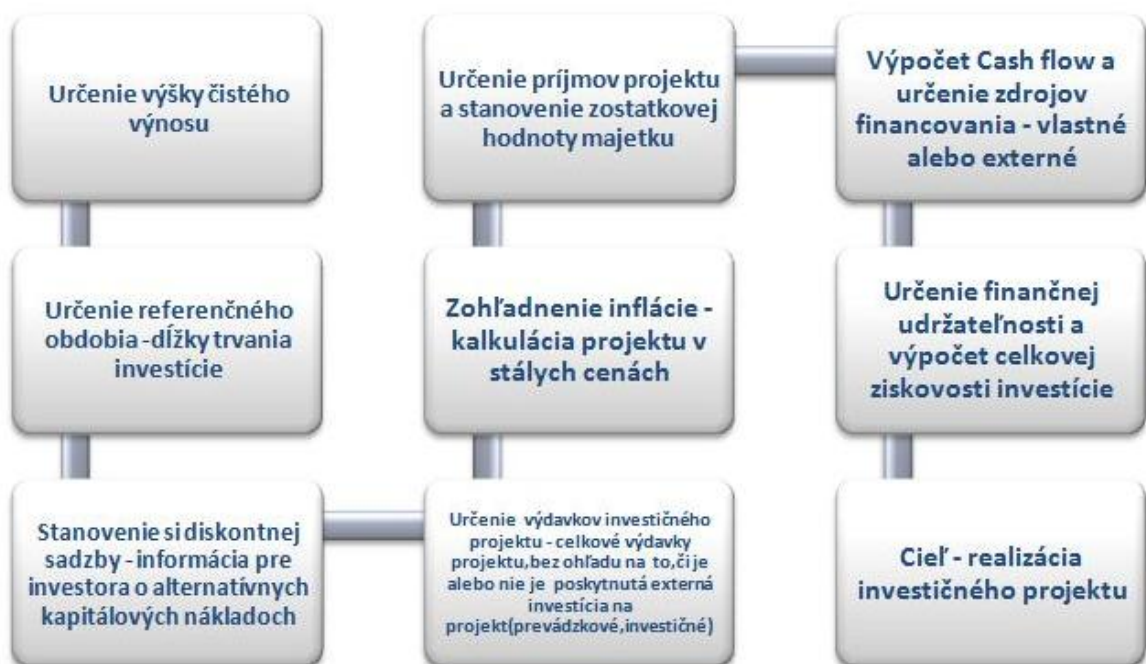 Určenie výšky čistého
výnosu
Určenie referenčného
obdobia -dĺžky trvania
investície
Stanovenie si diskontnej
sadzby - informácia pre
investora o alternatívnych
kapitálových nákladoch
Určenie výdavkov investičného
projektu - celkové výdavky
projektu,bez ohľadu na to,či je
alebo nie je poskytnutá externá
investícia na
projekt(prevádzkové,investičné)
Zohľadnenie inflácie -
kalkulácia projektu v
stálych cenách
Určenie príjmov projektu
a stanovenie zostatkovej
hodnoty majetku
Výpočet Cash flow a
určenie zdrojov
financovania - vlastné
alebo externé
Určenie finančnej
udržateľnosti a
výpočet celkovej
ziskovosti investície
Cieľ - realizácia
investičného projektu